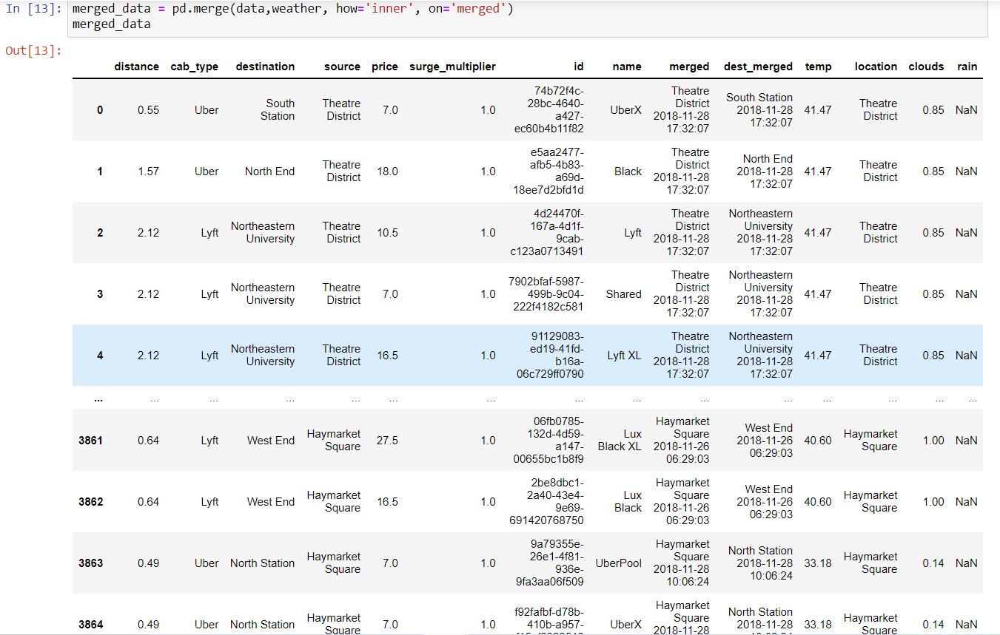 In [13]: merged_data = pd.merge(data,weather, how='inner', on='merged')
merged_data
Out[13]:
distance cab_type destination source price surge_multiplier id name merged dest_merged temp location clouds rain
0 0.55 Uber South Station Theatre District 7.0 1.0 74b72f4c-28bc-4640-a427-ec60b4b11f82 UberX Theatre District 2018-11-28 17:32:07 South Station 2018-11-28 17:32:07 41.47 Theatre District 0.85 NaN
1 1.57 Uber North End Theatre District 18.0 1.0 e5aa2477-afb5-4b83-a69d-18ee7d2bfd1d Black Theatre District 2018-11-28 17:32:07 North End 2018-11-28 17:32:07 41.47 Theatre District 0.85 NaN
2 2.12 Lyft Northeastern University Theatre District 10.5 1.0 4d24470f-167a-4d1f-9cab-c123a0713491 Lyft Theatre District 2018-11-28 17:32:07 Northeastern University 2018-11-28 17:32:07 41.47 Theatre District 0.85 NaN
3 2.12 Lyft Northeastern University Theatre District 7.0 1.0 7902bfaf-5987-499b-9c04-222f4182c581 Shared Theatre District 2018-11-28 17:32:07 Northeastern University 2018-11-28 17:32:07 41.47 Theatre District 0.85 NaN
4 2.12 Lyft Northeastern University Theatre District 16.5 1.0 91129083-ed19-41fd-b16a-06c729ff0790 Lyft XL Theatre District 2018-11-28 17:32:07 Northeastern University 2018-11-28 17:32:07 41.47 Theatre District 0.85 NaN
... ... ... ... ... ... ... ... ... ... ... ... ... ... ...
3861 0.64 Lyft West End Haymarket Square 27.5 1.0 06fb0785-132d-4d59-a147-00655bc1b8f9 Lux Black XL Haymarket Square 2018-11-26 06:29:03 West End 2018-11-26 06:29:03 40.60 Haymarket Square 1.00 NaN
3862 0.64 Lyft West End Haymarket Square 16.5 1.0 2be8dbc1-2a40-43e4-9e69-691420768750 Lux Black Haymarket Square 2018-11-26 06:29:03 West End 2018-11-26 06:29:03 40.60 Haymarket Square 1.00 NaN
3863 0.49 Uber North Station Haymarket Square 7.0 1.0 9a79355e-26e1-4f81-936e-9fa3aa06f509 UberPool Haymarket Square 2018-11-28 10:06:24 North Station 2018-11-28 10:06:24 33.18 Haymarket Square 0.14 NaN
3864 0.49 Uber North Station Haymarket Square 7.0 1.0 f92fafbf-d78b-410b-a957- UberX Haymarket Square 2018-11-28 North Station 2018-11-28 33.18 Haymarket Square 0.14 NaN